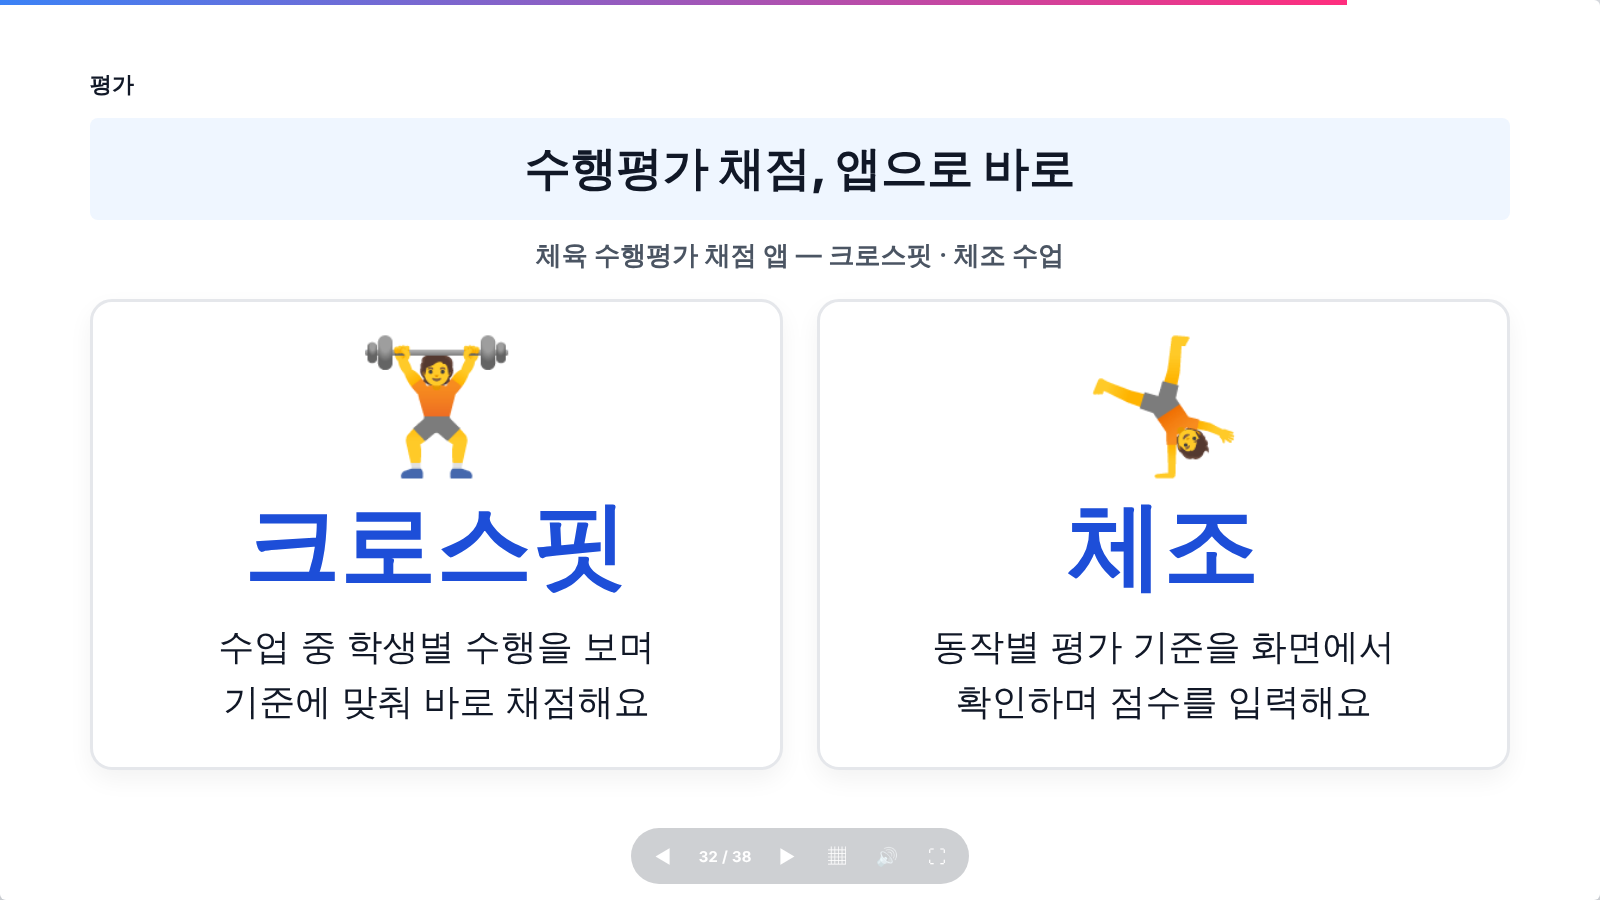 평가
수행평가 채점, 앱으로 바로
체육 수행평가 채점 앱 — 크로스핏 · 체조 수업
크로스핏
수업 중 학생별 수행을 보며
기준에 맞춰 바로 채점해요
체조
동작별 평가 기준을 화면에서
확인하며 점수를 입력해요
32 / 38